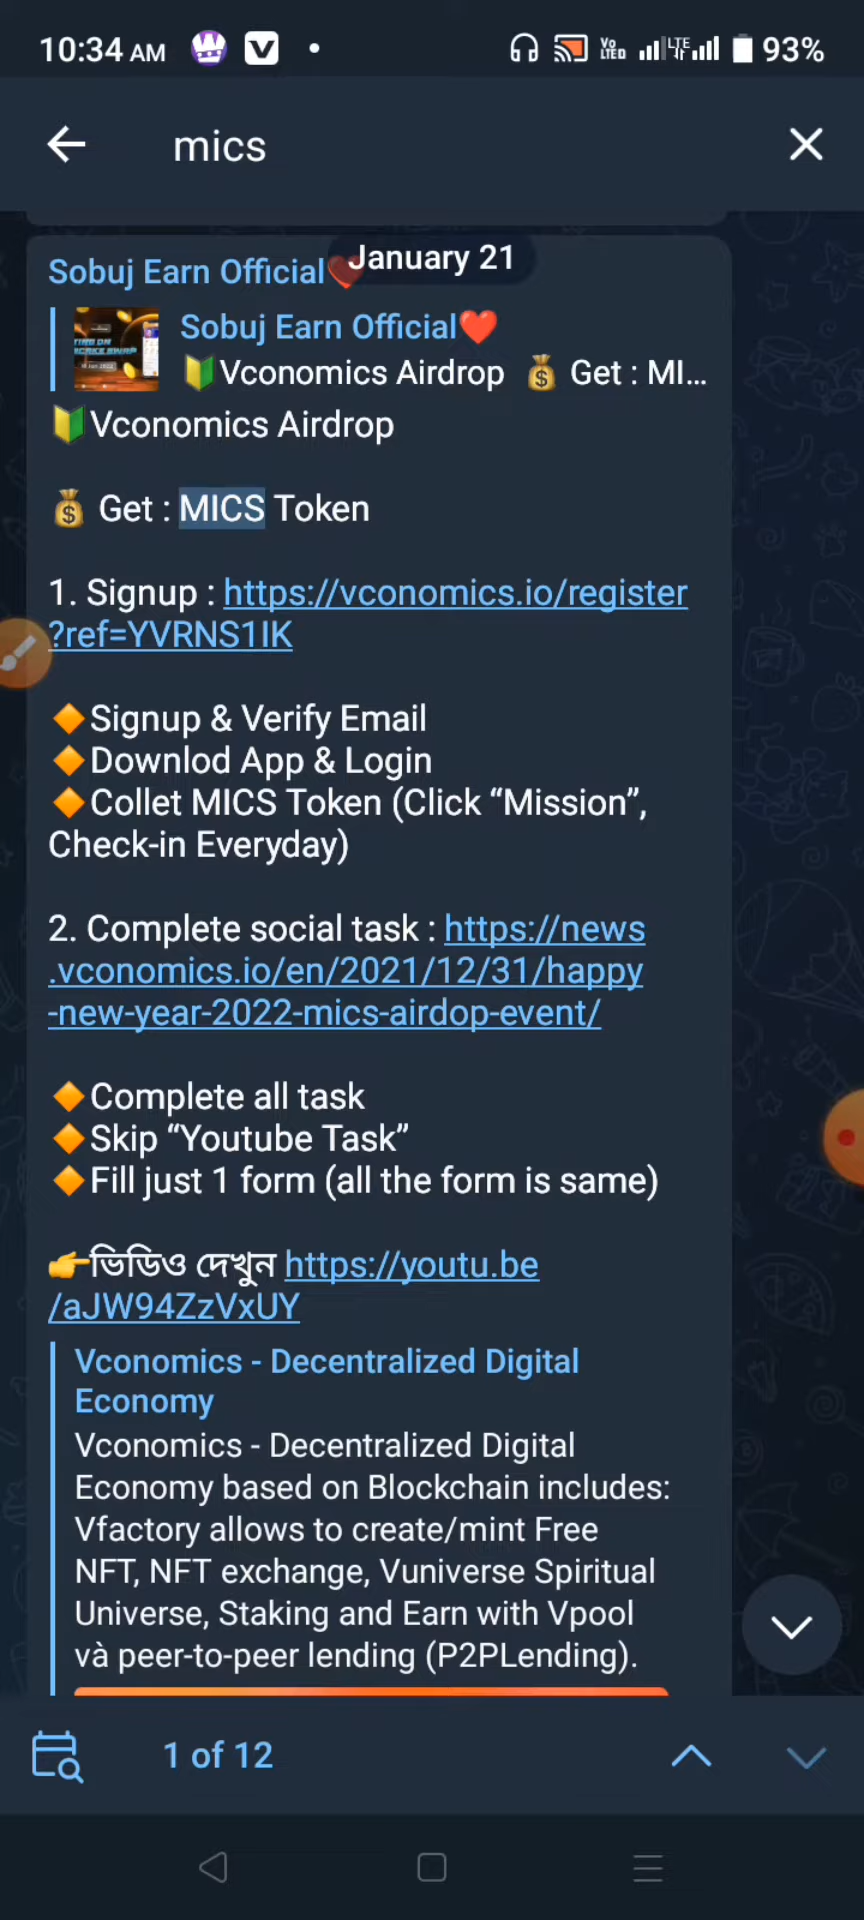 10:34 AM V Vo LTED LTE 93%
mics
January 21
Sobuj Earn Official
Sobuj Earn Official❤️
🔰Vconomics Airdrop 💰 Get : MI...
🔰Vconomics Airdrop
💰 Get : MICS Token
1. Signup : https://vconomics.io/register
?ref=YVRNS1IK
🔶Signup & Verify Email
🔶Downlod App & Login
🔶Collet MICS Token (Click “Mission”,
Check-in Everyday)
2. Complete social task : https://news
.vconomics.io/en/2021/12/31/happy
-new-year-2022-mics-airdop-event/
🔶Complete all task
🔶Skip “Youtube Task”
🔶Fill just 1 form (all the form is same)
👉ভিডিও দেখুন https://youtu.be
/aJW94ZzVxUY
Vconomics - Decentralized Digital
Economy
Vconomics - Decentralized Digital
Economy based on Blockchain includes:
Vfactory allows to create/mint Free
NFT, NFT exchange, Vuniverse Spiritual
Universe, Staking and Earn with Vpool
và peer-to-peer lending (P2PLending).
1 of 12